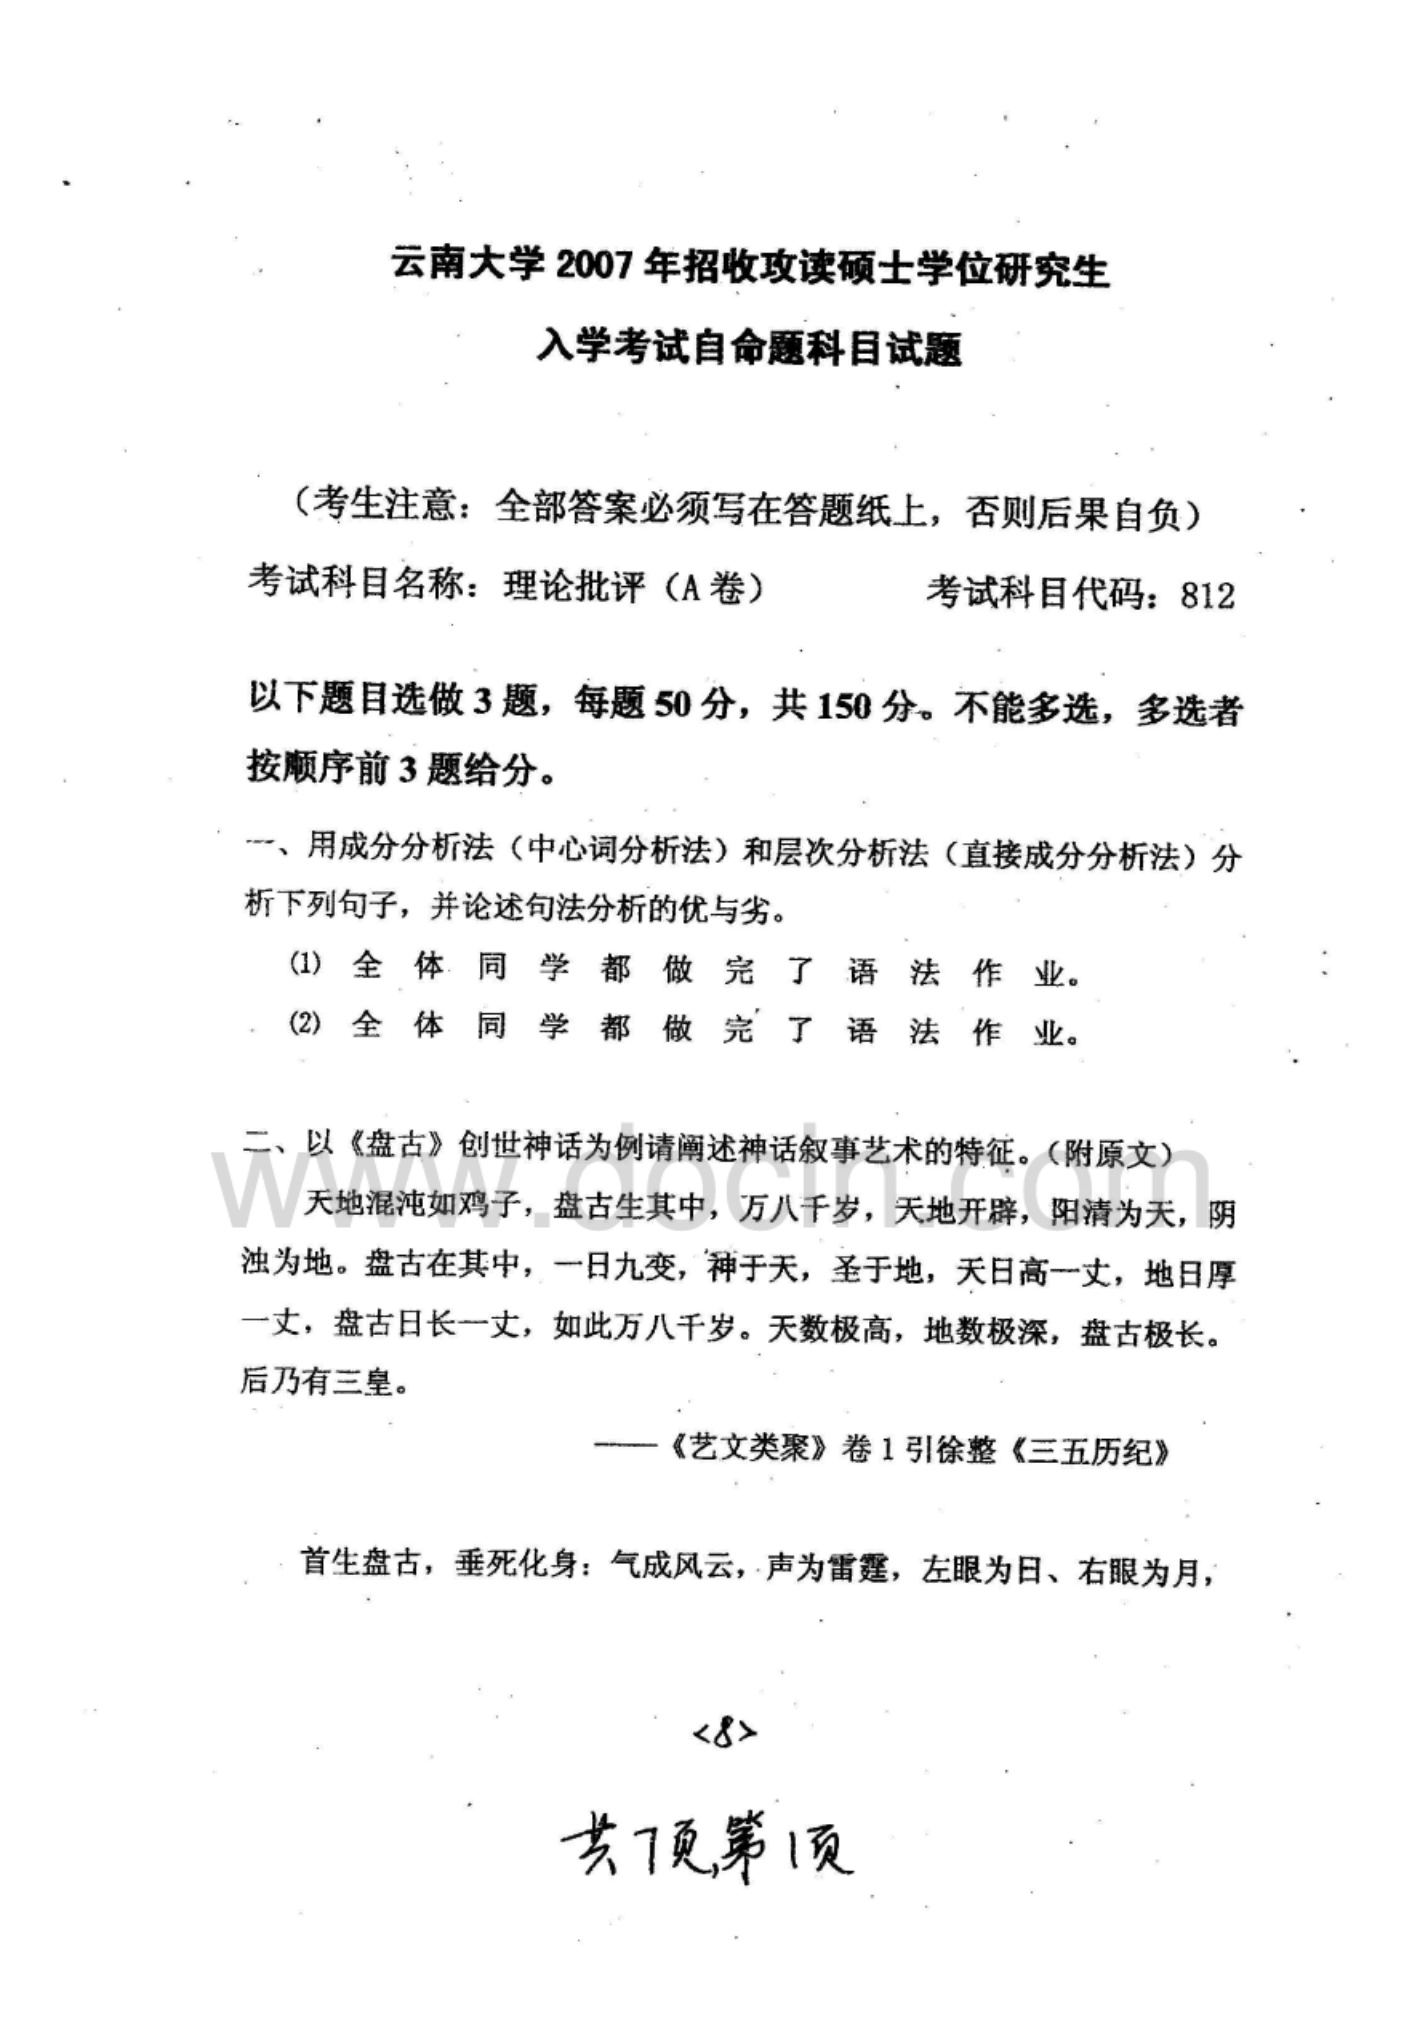 云南大学 2007 年招收攻读硕士学位研究生
入学考试自命题科目试题
（考生注意：全部答案必须写在答题纸上，否则后果自负）
考试科目名称：理论批评（A 卷） 考试科目代码：812
以下题目选做 3 题，每题 50 分，共 150 分。不能多选，多选者
按顺序前 3 题给分。
一、用成分分析法（中心词分析法）和层次分析法（直接成分分析法）分
析下列句子，并论述句法分析的优与劣。
⑴ 全 体 同 学 都 做 完 了 语 法 作 业。
⑵ 全 体 同 学 都 做 完 了 语 法 作 业。
二、以《盘古》创世神话为例请阐述神话叙事艺术的特征。（附原文）
www.docin.com
天地混沌如鸡子，盘古生其中，万八千岁，天地开辟，阳清为天，阴
浊为地。盘古在其中，一日九变，神于天，圣于地，天日高一丈，地日厚
一丈，盘古日长一丈，如此万八千岁。天数极高，地数极深，盘古极长。
后乃有三皇。
——《艺文类聚》卷 1 引徐整《三五历纪》
首生盘古，垂死化身：气成风云，声为雷霆，左眼为日、右眼为月，
<8>
共7页,第1页